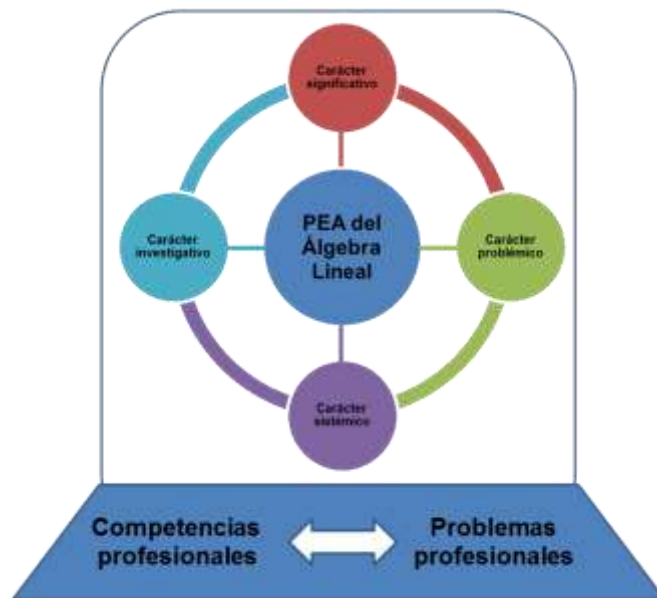 Carácter
significativo
PEA del
Álgebra
Lineal
Carácter
investigativo
Carácter
problémico
Carácter
sistémico
Competencias
profesionales
Problemas
profesionales